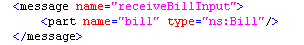 <message name="receiveBillInput">
<part name="bill" type="ns:Bill"/>
</message>